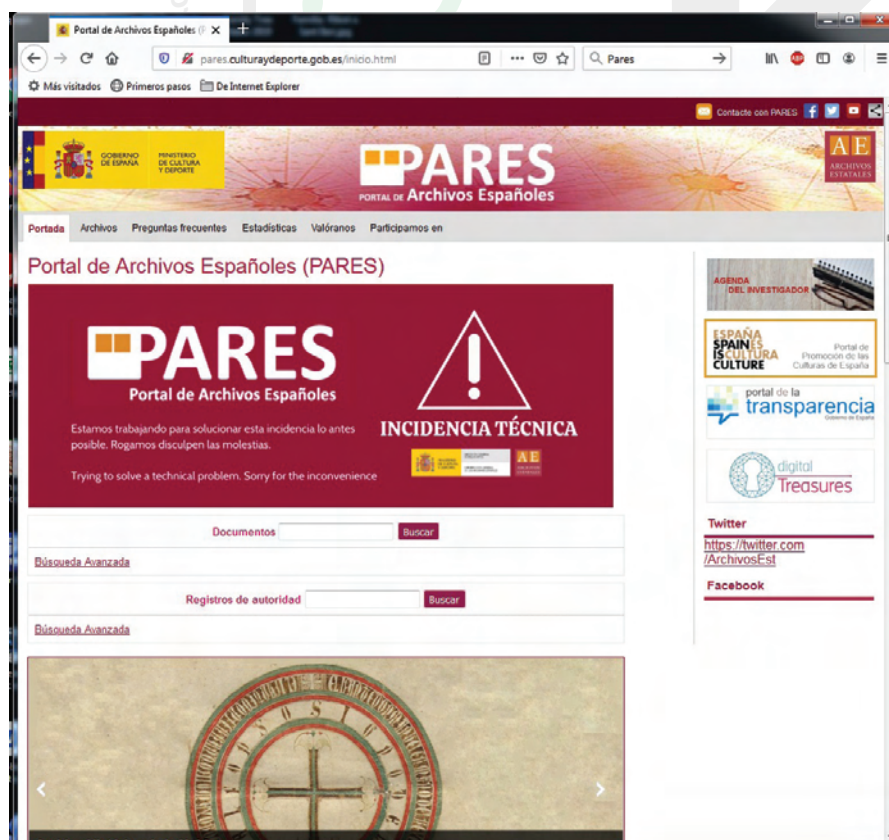 Portal de Archivos Españoles (P
pares.culturaydeporte.gob.es/inicio.html
Pares
Más visitados
Primeros pasos
De Internet Explorer
Contacte con PARES
GOBIERNO
DE ESPAÑA
MINISTERIO
DE CULTURA
Y DEPORTE
PARES
PORTAL DE Archivos Españoles
AE
ARCHIVOS
ESTATALES
Portada Archivos Preguntas frecuentes Estadísticas Valóranos Participamos en
Portal de Archivos Españoles (PARES)
PARES
Portal de Archivos Españoles
Estamos trabajando para solucionar esta incidencia lo antes
posible. Rogamos disculpen las molestias.
Trying to solve a technical problem. Sorry for the inconvenience
INCIDENCIA TÉCNICA
AE
Documentos
Buscar
Búsqueda Avanzada
Registros de autoridad
Buscar
Búsqueda Avanzada
AGENDA
DEL INVESTIGADOR
ESPAÑA
SPAIN ES
IS CULTURA
CULTURE
Portal de
Promoción de las
Culturas de España
portal de la
transparencia
Gobierno de España
digital
Treasures
Twitter
https://twitter.com
/ArchivosEst
Facebook